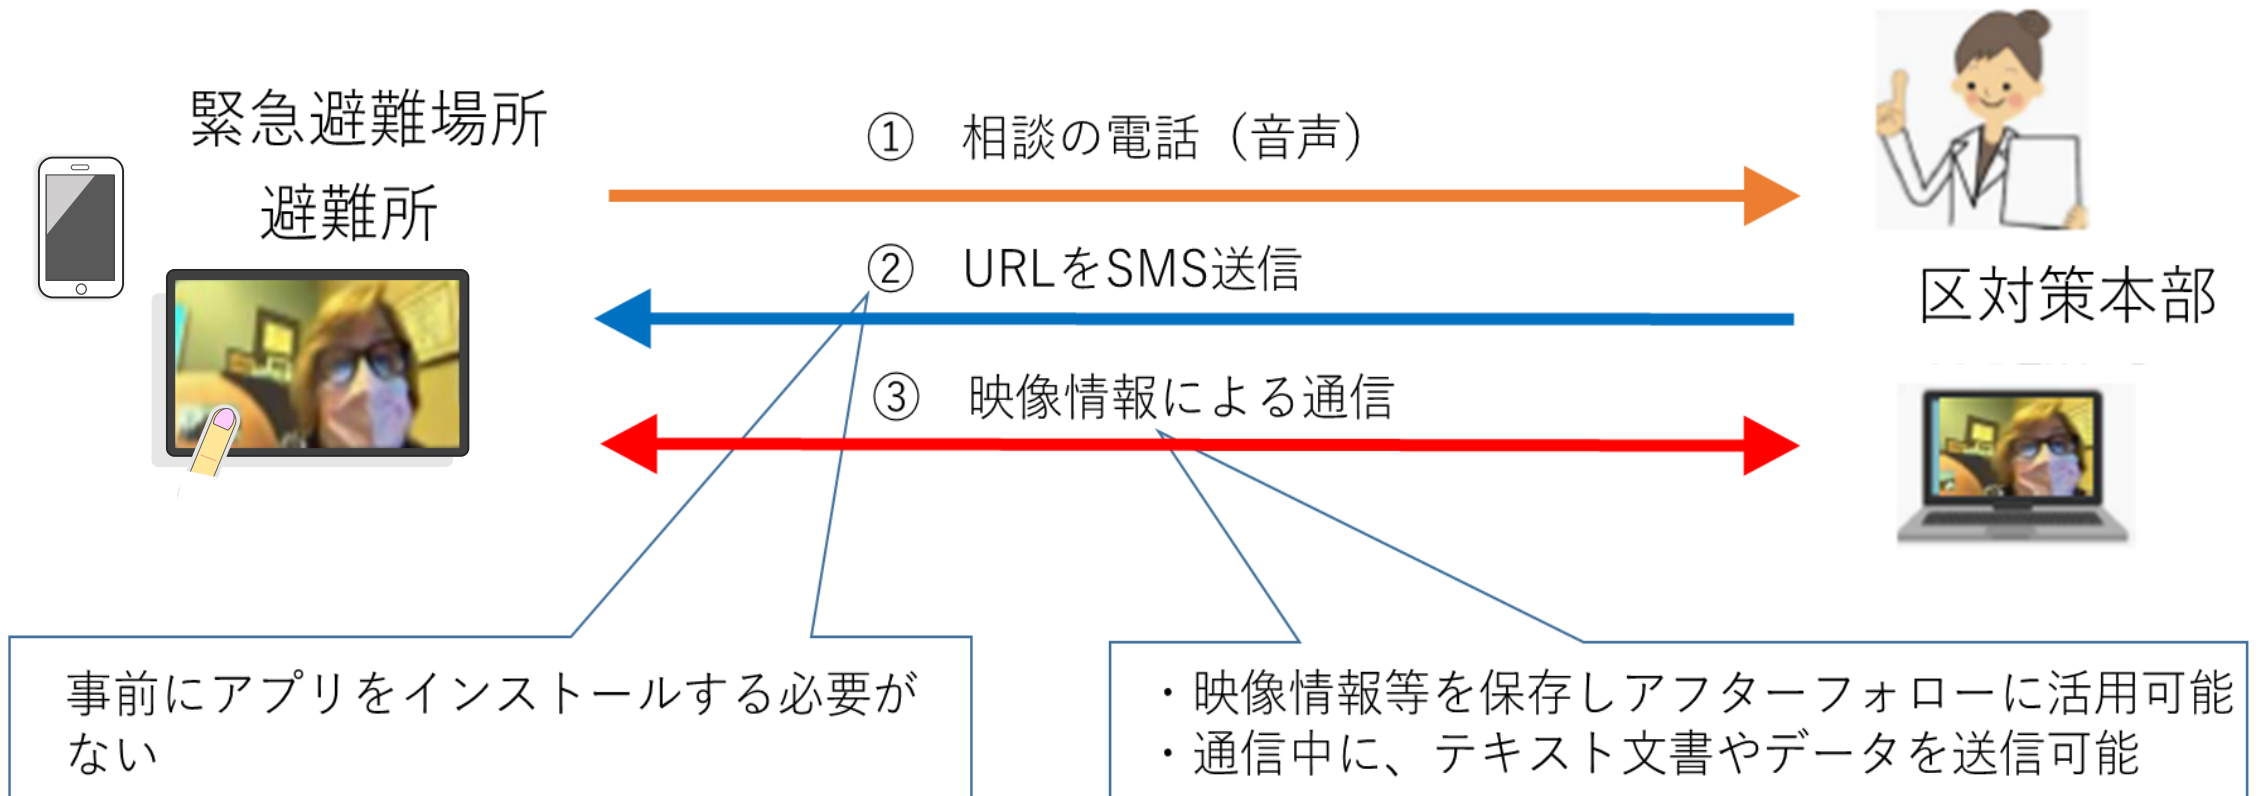 緊急避難場所
避難所
① 相談の電話（音声）
② URLをSMS送信
区対策本部
③ 映像情報による通信
事前にアプリをインストールする必要が
ない
・映像情報等を保存しアフターフォローに活用可能
・通信中に、テキスト文書やデータを送信可能